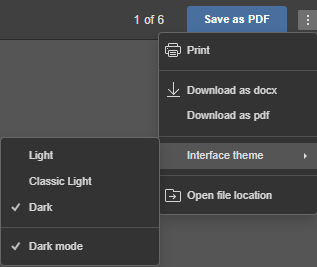 1 of 6
Save as PDF
Print
Download as docx
Download as pdf
Interface theme
Open file location
Light
Classic Light
Dark
Dark mode